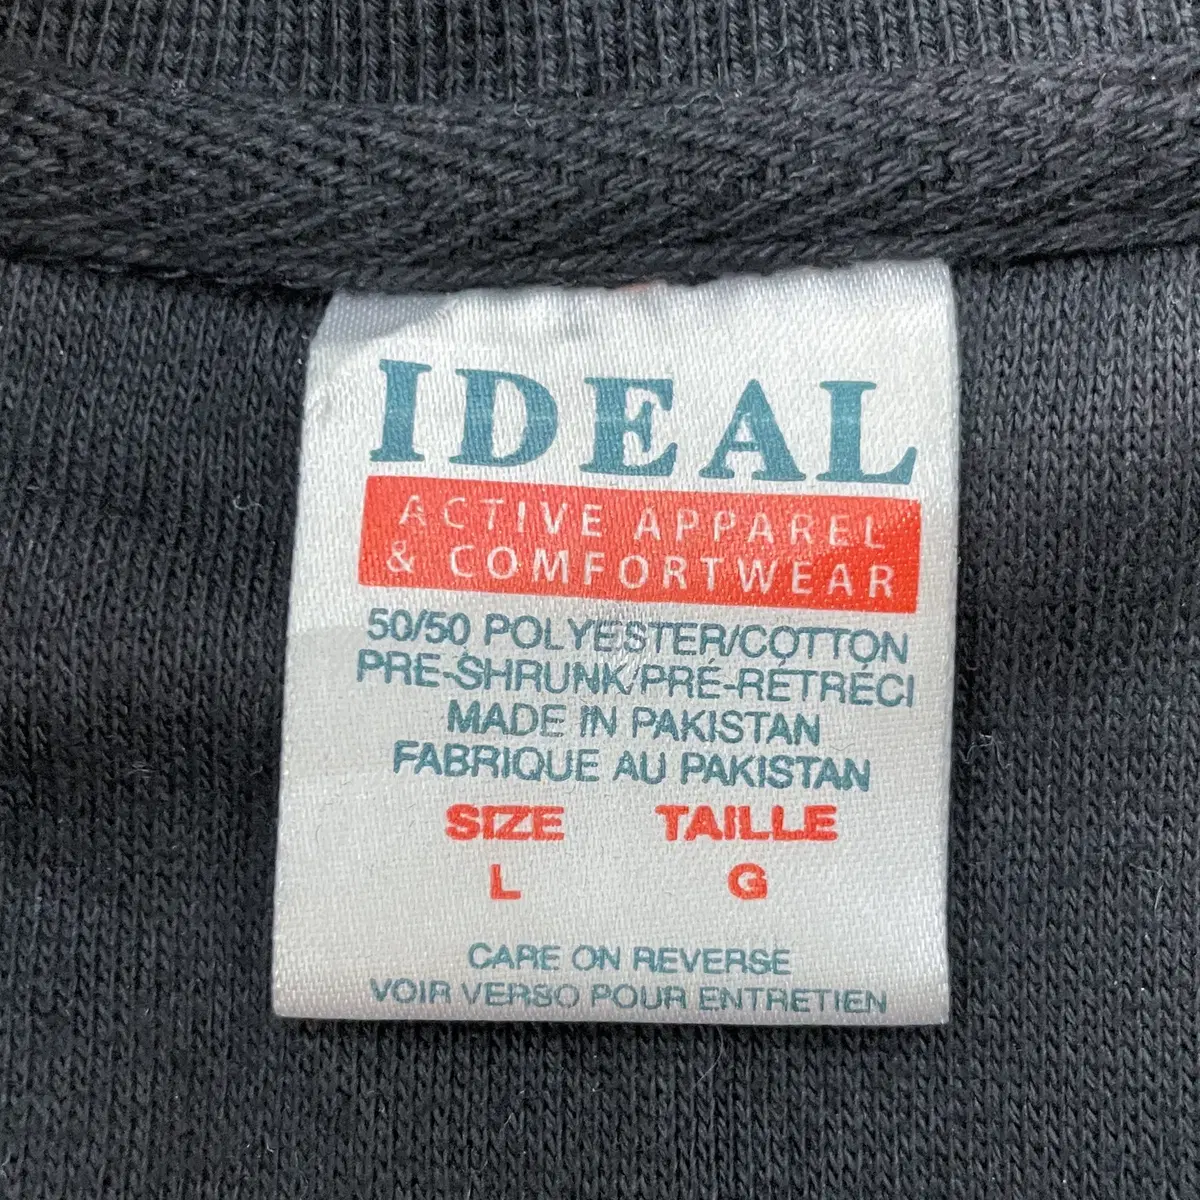 IDEAL
ACTIVE APPAREL
& COMFORTWEAR
50/50 POLYESTER/COTTON
PRE-SHRUNK/PRÉ-RÉTRÉCI
MADE IN PAKISTAN
FABRIQUE AU PAKISTAN
SIZE TAILLE
L G
CARE ON REVERSE
VOIR VERSO POUR ENTRETIEN